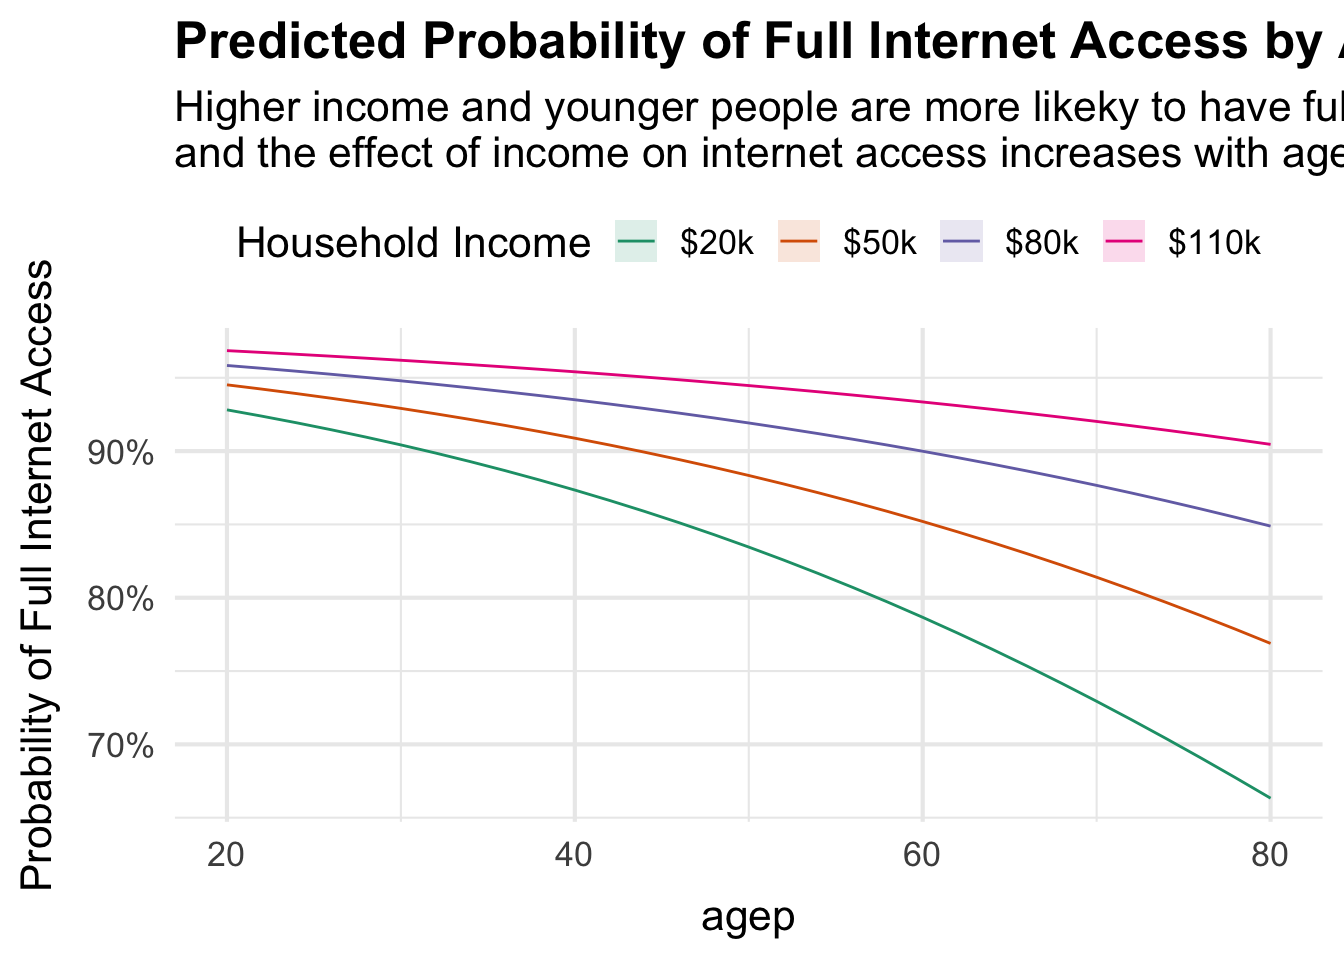 Predicted Probability of Full Internet Access by
Higher income and younger people are more likeky to have ful
and the effect of income on internet access increases with age
Household Income $20k $50k $80k $110k
Probability of Full Internet Access
90%
80%
70%
20 40 60 80
agep